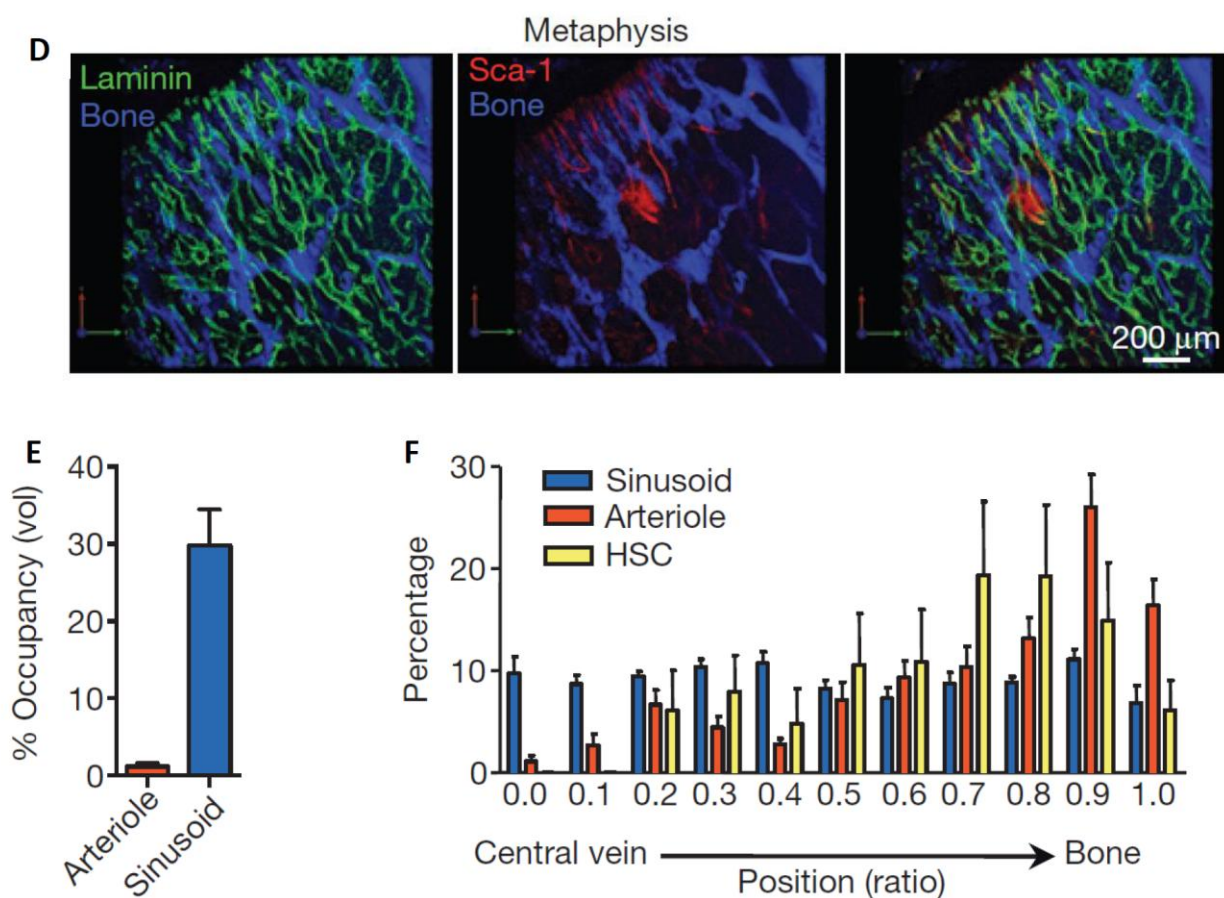 Metaphysis
D
Laminin
Bone
Sca-1
Bone
200 μm
E
% Occupancy (vol)
40
30
20
10
0
Arteriole
Sinusoid
F
Percentage
30
20
10
0
Sinusoid
Arteriole
HSC
0.0 0.1 0.2 0.3 0.4 0.5 0.6 0.7 0.8 0.9 1.0
Central vein Bone
Position (ratio)